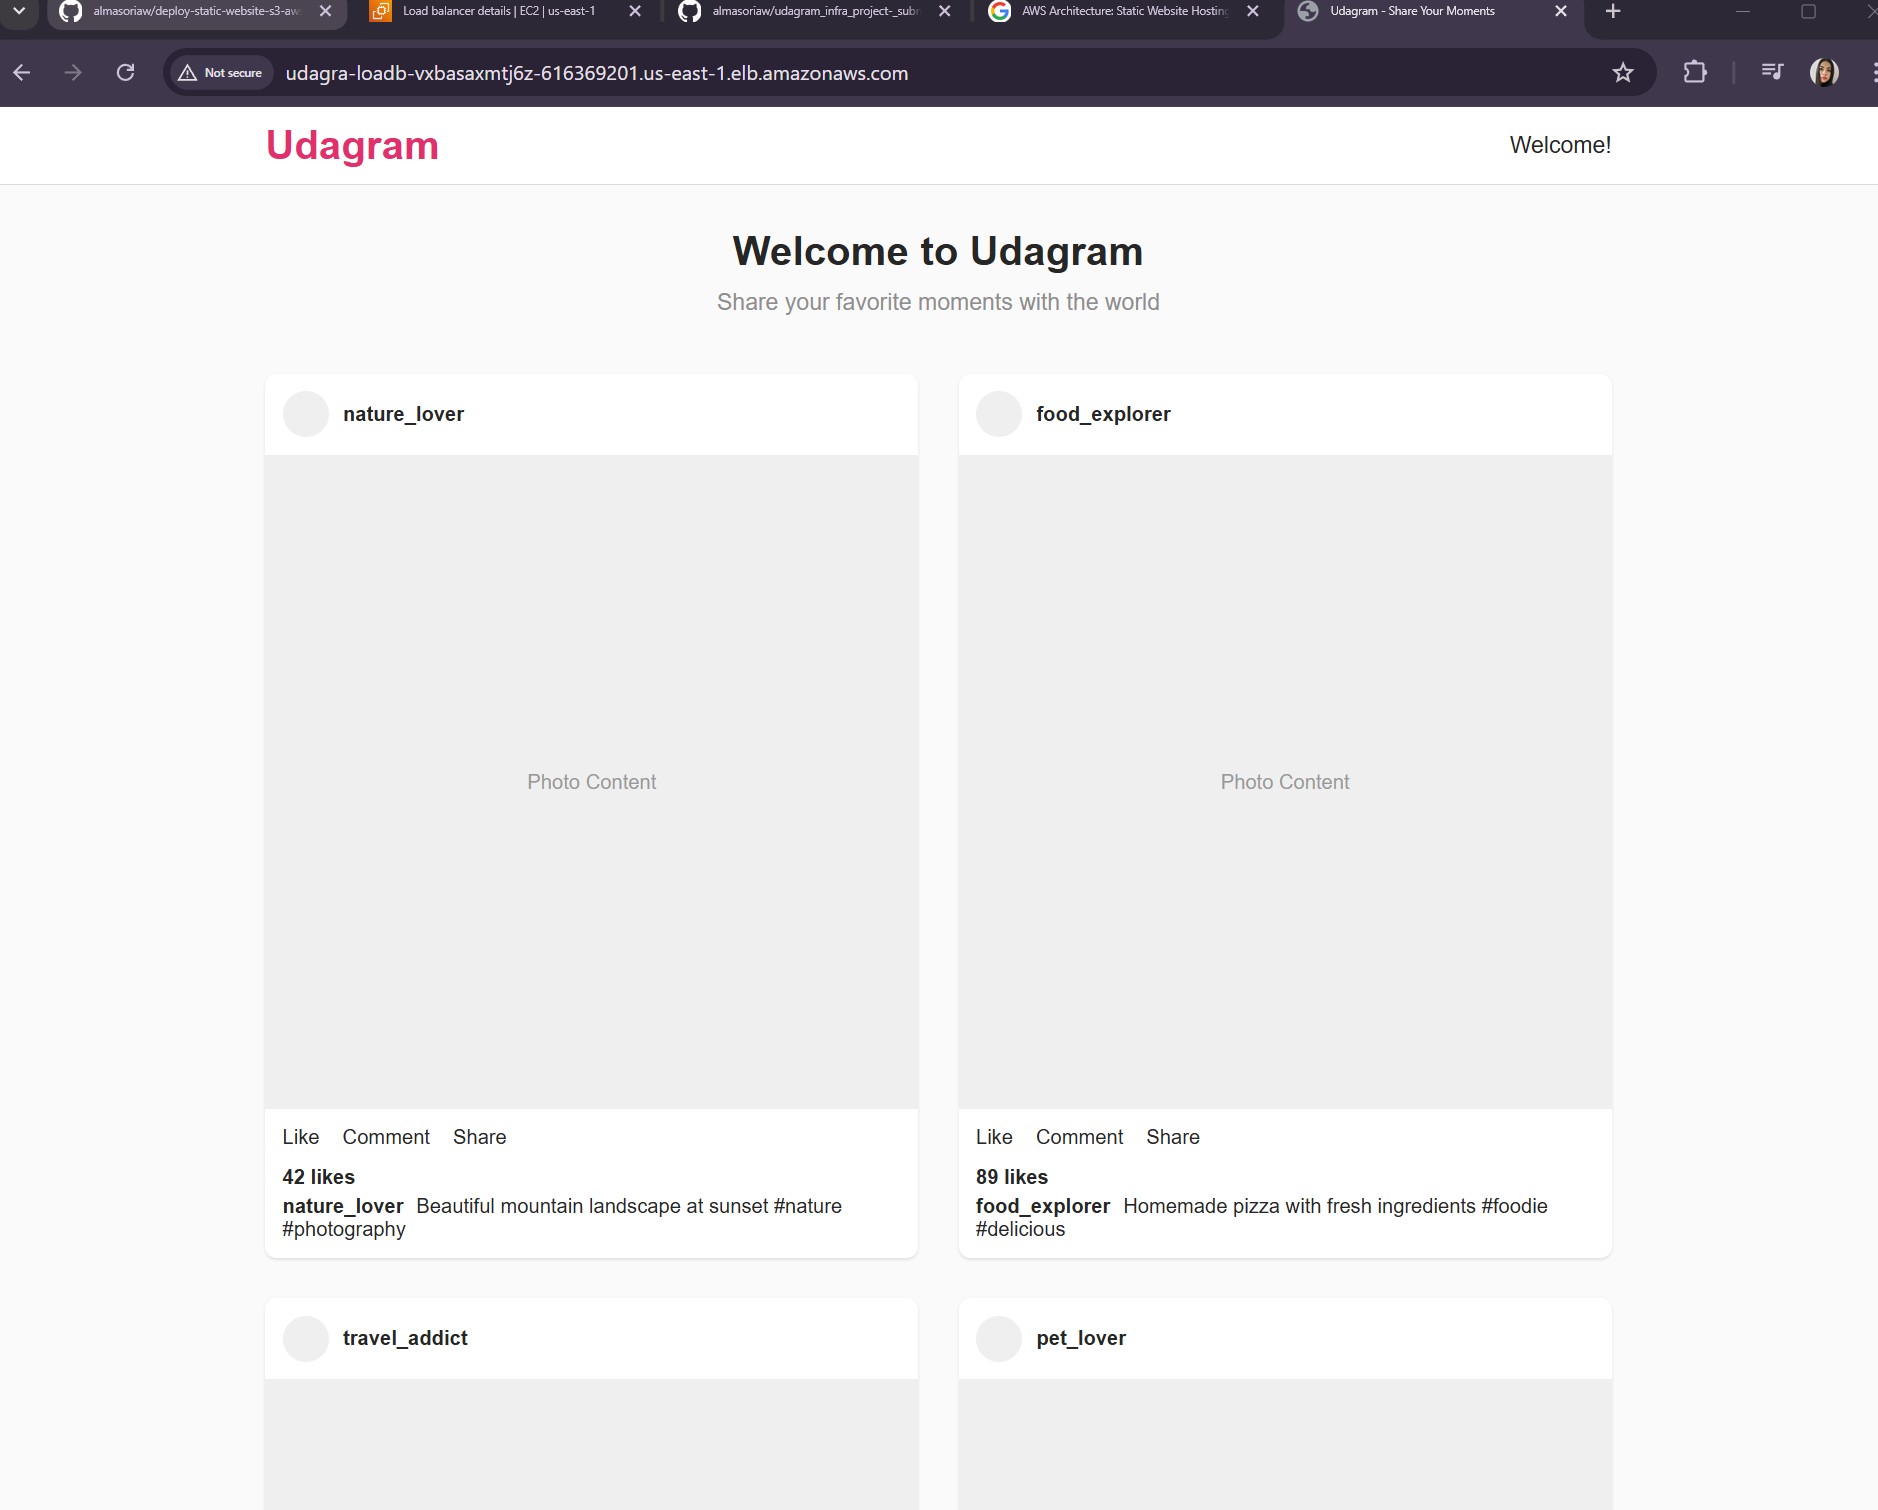 almasoriaw/deploy-static-website-s3-aw
Load balancer details | EC2 | us-east-1
almasoriaw/udagram_infra_project-_subm
AWS Architecture: Static Website Hosting
Udagram - Share Your Moments
Not secure
udagra-loadb-vxbasaxmtj6z-616369201.us-east-1.elb.amazonaws.com
Udagram
Welcome!
Welcome to Udagram
Share your favorite moments with the world
nature_lover
Photo Content
Like Comment Share
42 likes
nature_lover Beautiful mountain landscape at sunset #nature
#photography
food_explorer
Photo Content
Like Comment Share
89 likes
food_explorer Homemade pizza with fresh ingredients #foodie
#delicious
travel_addict
pet_lover